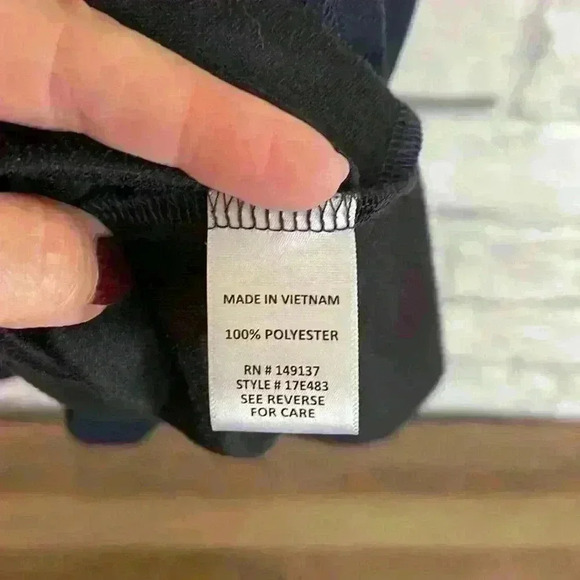 MADE IN VIETNAM
100% POLYESTER
RN # 149137
STYLE # 17E483
SEE REVERSE
FOR CARE